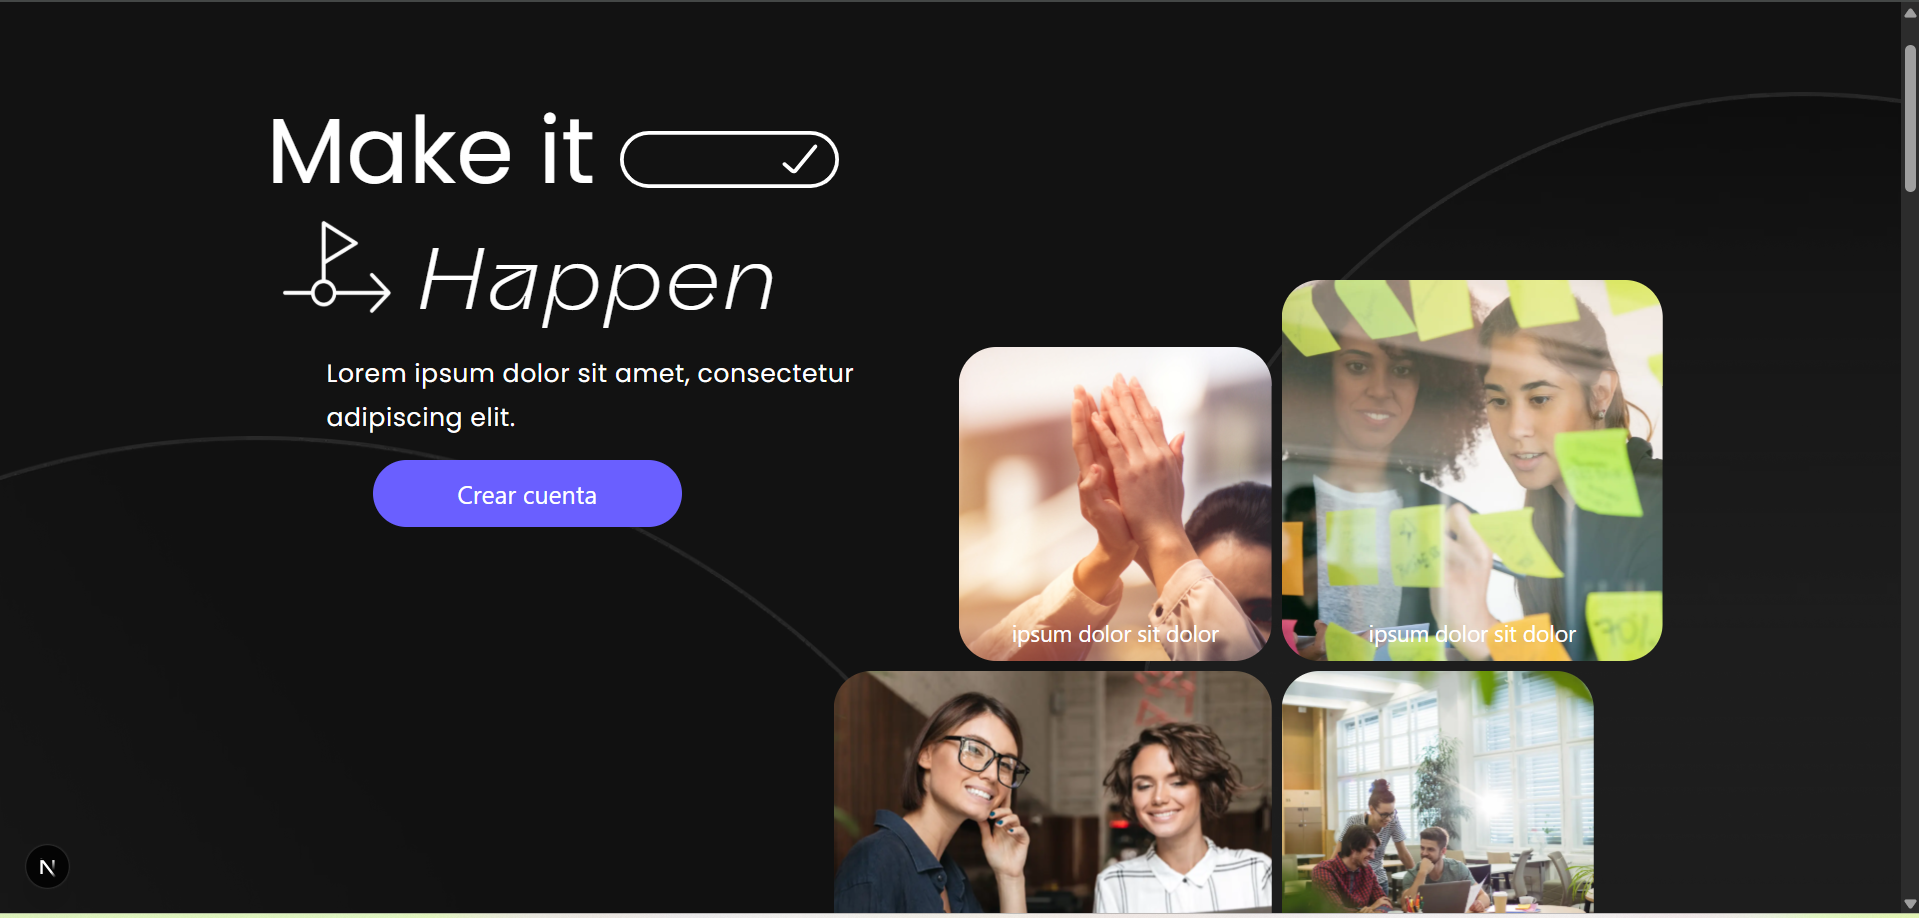 Make it
Happen
Lorem ipsum dolor sit amet, consectetur
adipiscing elit.
Crear cuenta
ipsum dolor sit dolor
ipsum dolor sit dolor
70%
N